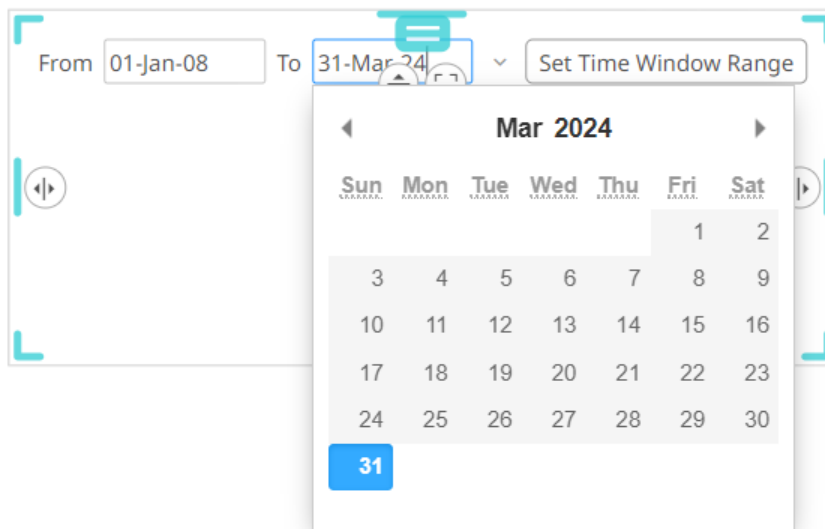 From 01-Jan-08 To 31-Mar-24 Set Time Window Range
Mar 2024
Sun Mon Tue Wed Thu Fri Sat
1 2
3 4 5 6 7 8 9
10 11 12 13 14 15 16
17 18 19 20 21 22 23
24 25 26 27 28 29 30
31